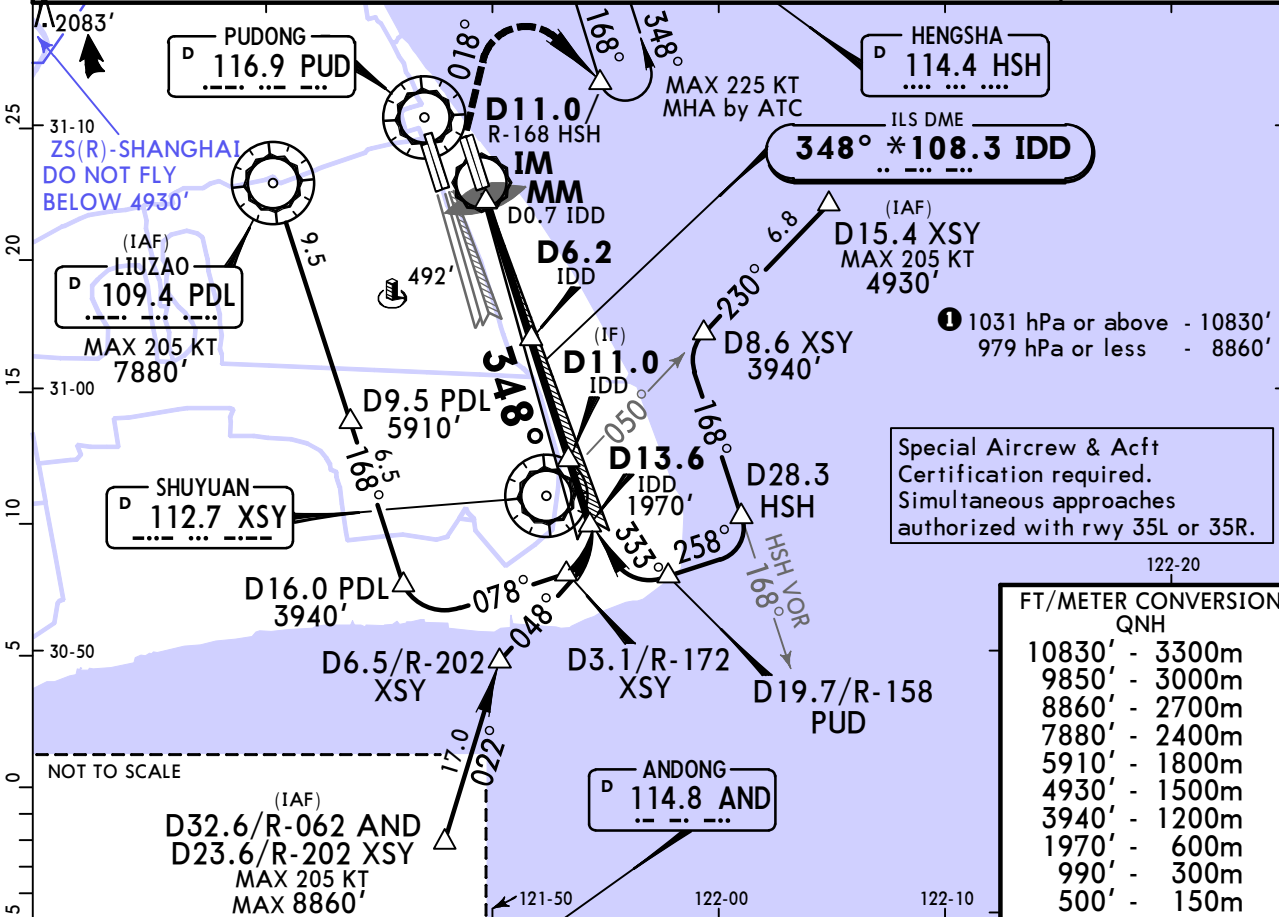 2083'
PUDONG
D 116.9 PUD
018°
168°
348°
MAX 225 KT
MHA by ATC
HENGSHA
D 114.4 HSH
D11.0
R-168 HSH
ILS DME
348° *108.3 IDD
25
31-10
ZS(R)-SHANGHAI
DO NOT FLY
BELOW 4930'
IM
MM
D0.7 IDD
(IAF)
D15.4 XSY
MAX 205 KT
4930'
6.8
230°
20
(IAF)
LIUZAO
D 109.4 PDL
MAX 205 KT
7880'
9.5
492'
D6.2
IDD
(IF)
D11.0
IDD
D8.6 XSY
3940'
1 1031 hPa or above - 10830'
979 hPa or less - 8860'
15
31-00
348°
050°
D9.5 PDL
5910'
6.5
168°
168°
D13.6
IDD
1970'
D28.3
HSH
Special Aircrew & Acft
Certification required.
Simultaneous approaches
authorized with rwy 35L or 35R.
SHUYUAN
D 112.7 XSY
10
333°
258°
HSH VOR
168°
122-20
D16.0 PDL
3940'
078°
048°
5
30-50
D6.5/R-202
XSY
D3.1/R-172
XSY
D19.7/R-158
PUD
17.0
022°
0
NOT TO SCALE
(IAF)
D32.6/R-062 AND
D23.6/R-202 XSY
MAX 205 KT
MAX 8860'
ANDONG
D 114.8 AND
5
121-50
122-00
122-10
FT/METER CONVERSION
QNH
10830' - 3300m
9850' - 3000m
8860' - 2700m
7880' - 2400m
5910' - 1800m
4930' - 1500m
3940' - 1200m
1970' - 600m
990' - 300m
500' - 150m